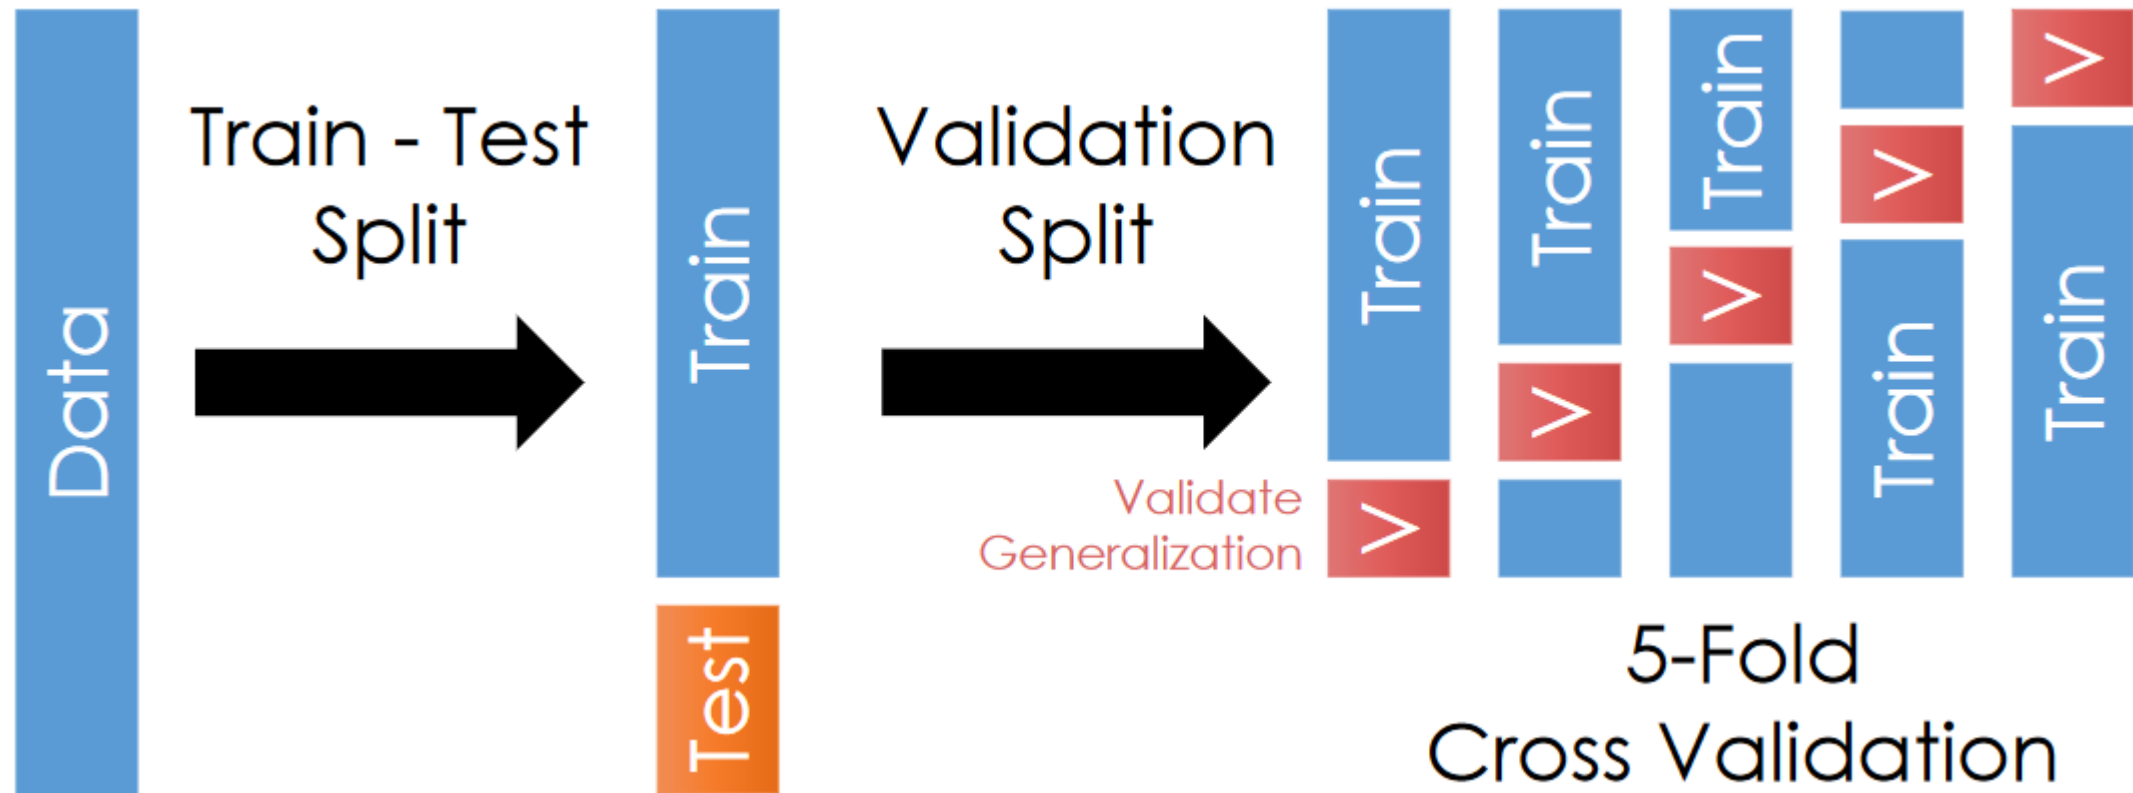 Data
Train - Test
Split
Train
Test
Validation
Split
Validate
Generalization
Train
V
Train
V
Train
V
V
Train
V
Train
5-Fold
Cross Validation